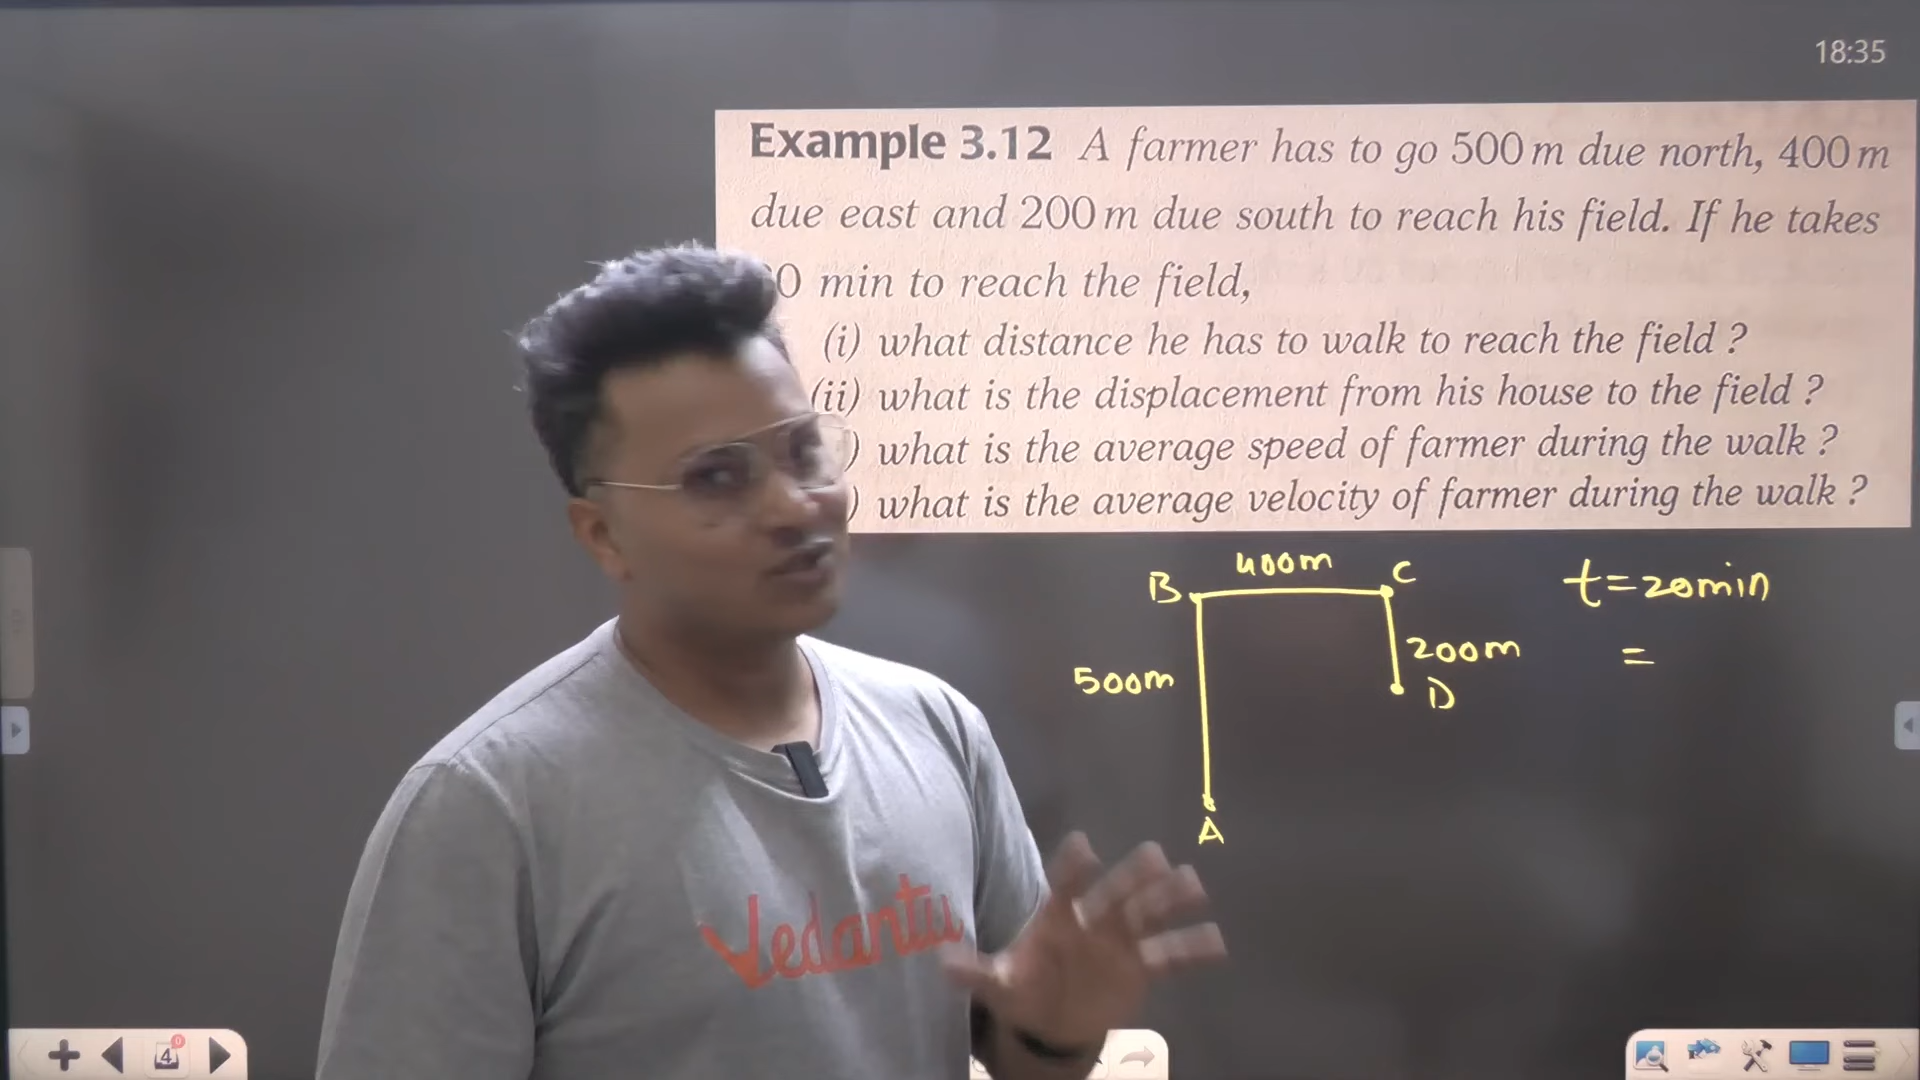 18:35
Example 3.12 A farmer has to go 500 m due north, 400 m
due east and 200 m due south to reach his field. If he takes
0 min to reach the field,
(i) what distance he has to walk to reach the field ?
(ii) what is the displacement from his house to the field ?
) what is the average speed of farmer during the walk ?
) what is the average velocity of farmer during the walk ?
400m
B
C
t=20min
500m
200m
=
D
A
Vedantu
4
0